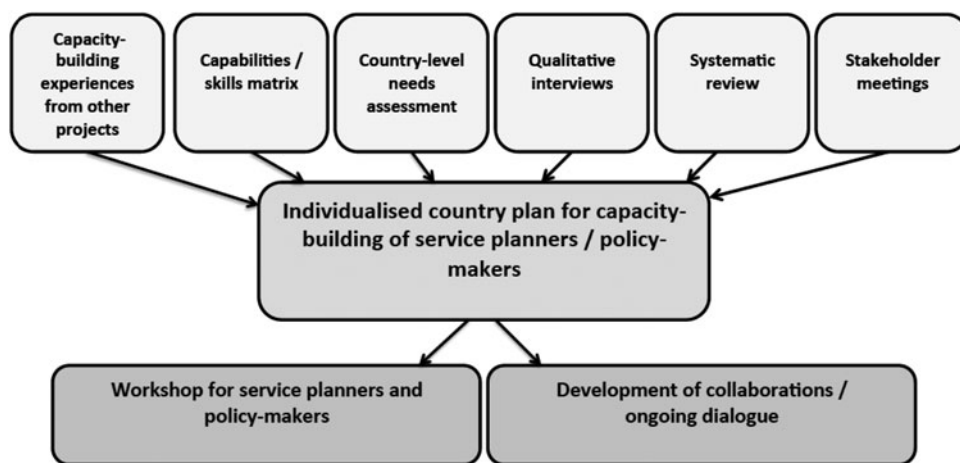 Capacity-
building
experiences
from other
projects
Capabilities /
skills matrix
Country-level
needs
assessment
Qualitative
interviews
Systematic
review
Stakeholder
meetings
Individualised country plan for capacity-
building of service planners / policy-
makers
Workshop for service planners and
policy-makers
Development of collaborations /
ongoing dialogue